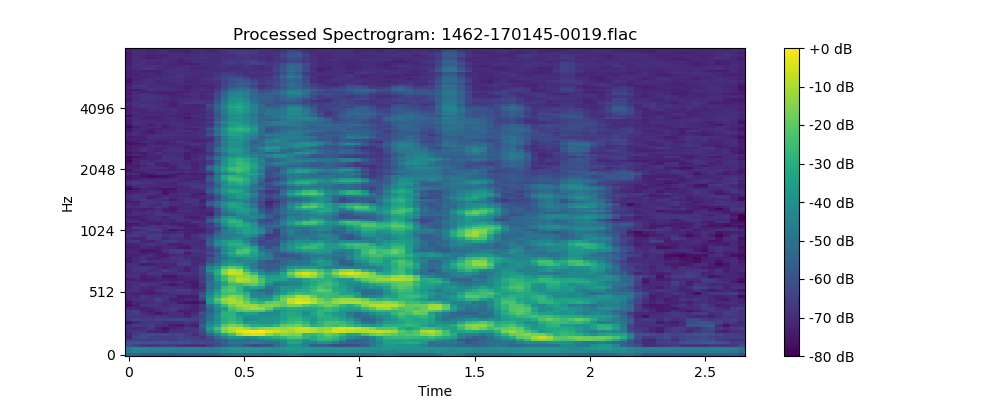 Processed Spectrogram: 1462-170145-0019.flac
Hz
4096
2048
1024
512
0
0
0.5
1
1.5
2
2.5
Time
+0 dB
-10 dB
-20 dB
-30 dB
-40 dB
-50 dB
-60 dB
-70 dB
-80 dB